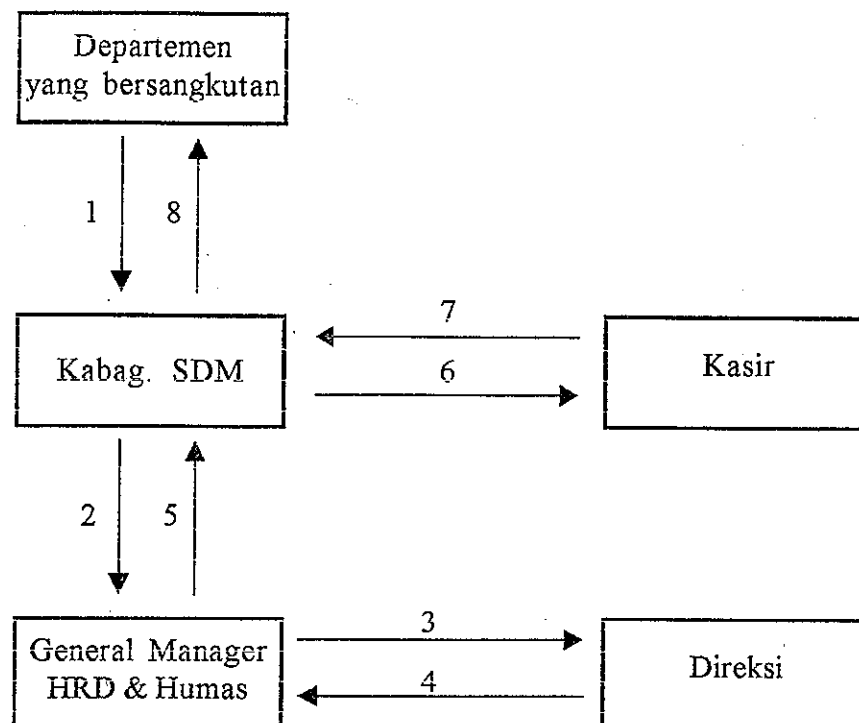 Departemen
yang bersangkutan
1
8
7
Kabag. SDM
6
Kasir
2
5
General Manager
HRD & Humas
3
4
Direksi